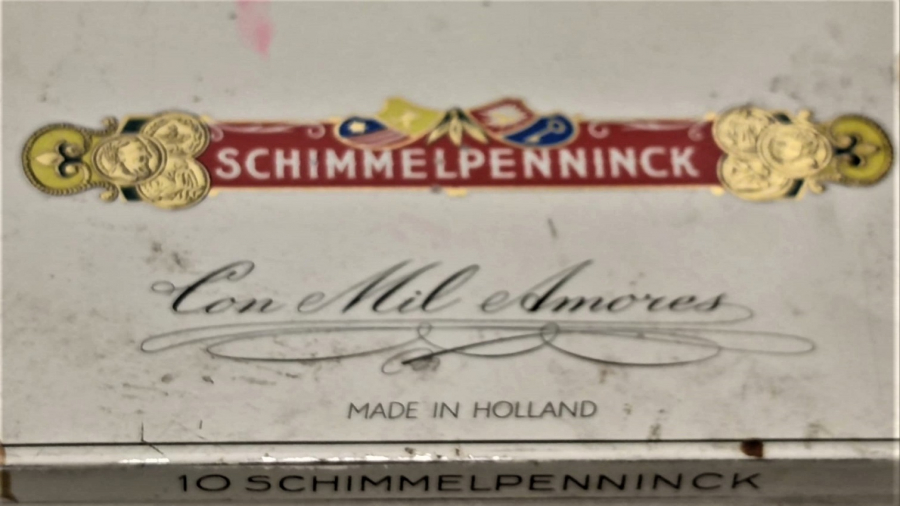 SCHIMMELPENNINCK
Con Mil Amores
MADE IN HOLLAND
10 SCHIMMELPENNINCK